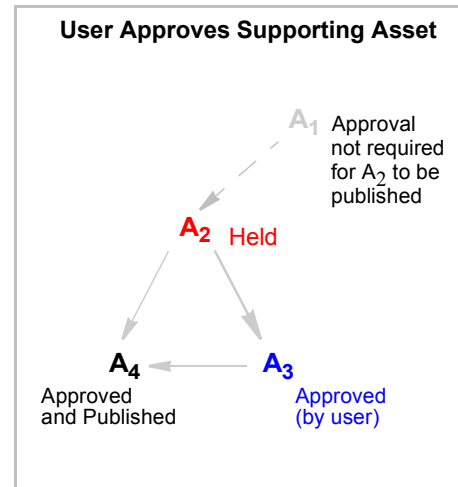 User Approves Supporting Asset
A1 Approval
not required
for A2 to be
published
A2 Held
A4
A3
Approved
and Published
Approved
(by user)